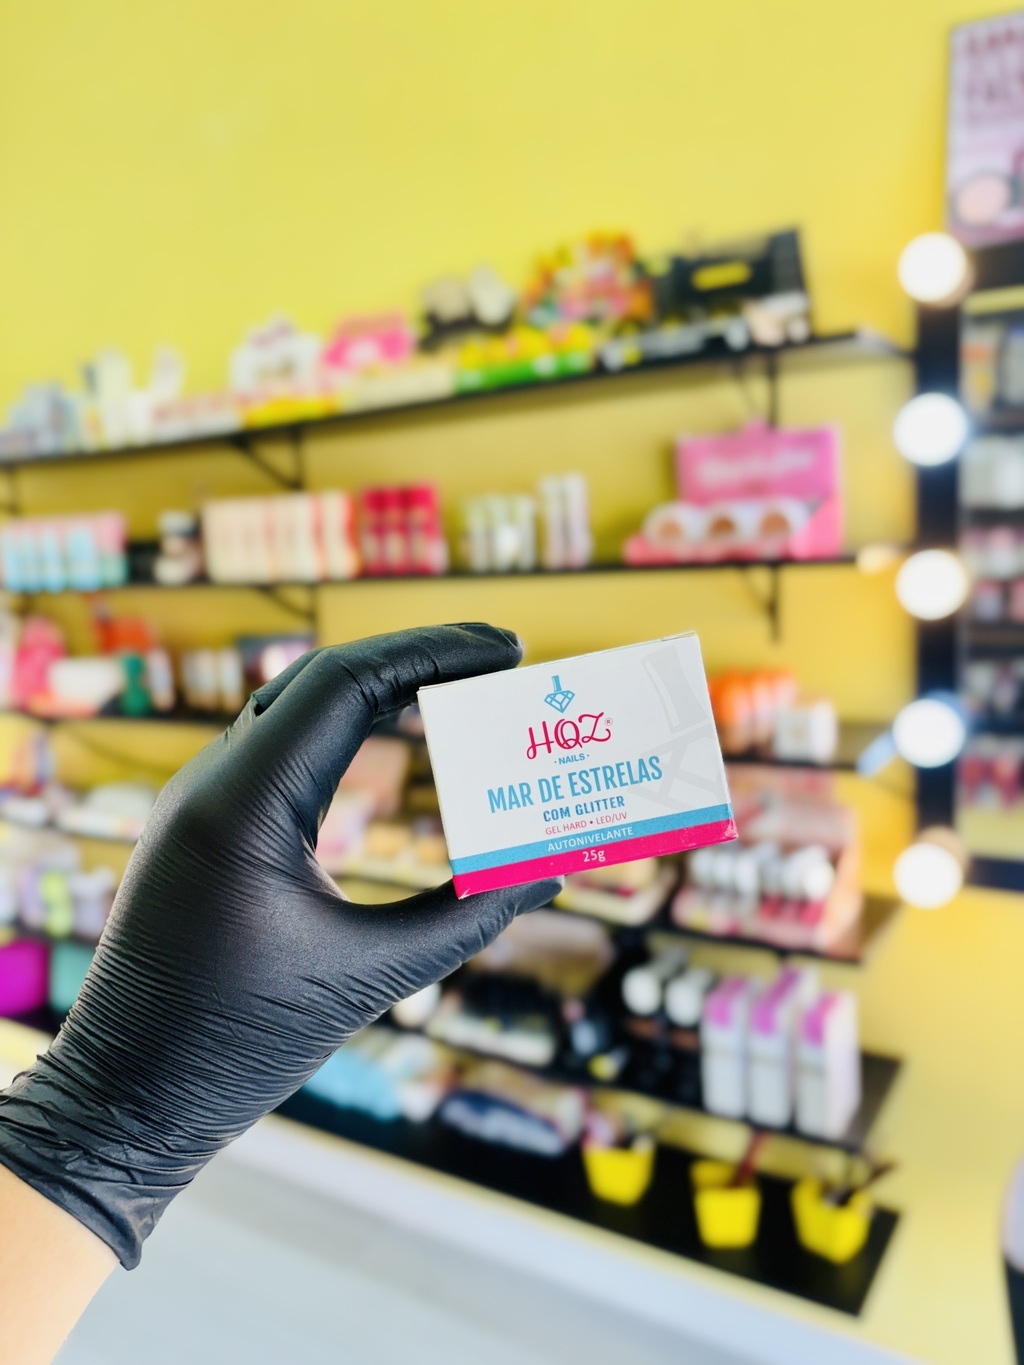 HQZ®
· NAILS ·
MAR DE ESTRELAS
COM GLITTER
GEL HARD • LED/UV
AUTONIVELANTE
25g